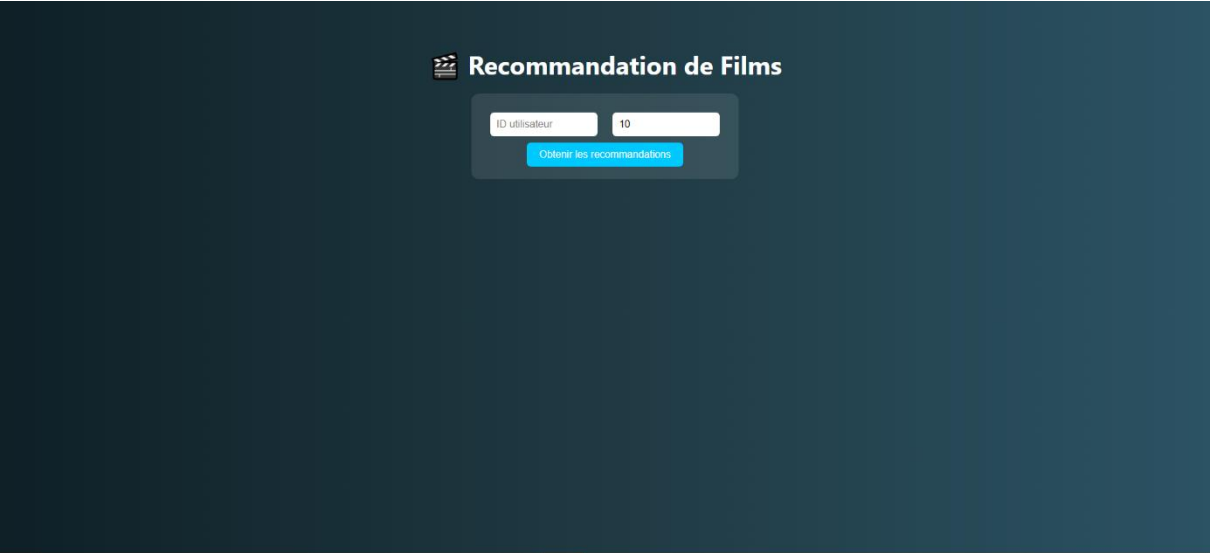 🎬 Recommandation de Films
ID utilisateur 10
Obtenir les recommandations